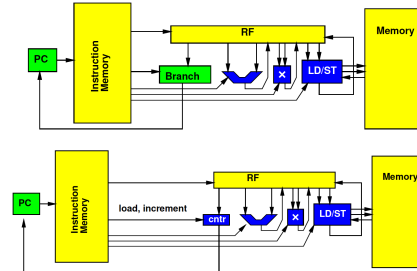 PC
Instruction
Memory
RF
Branch
×
LD/ST
Memory
PC
Instruction
Memory
load, increment
RF
cntr
×
LD/ST
Memory